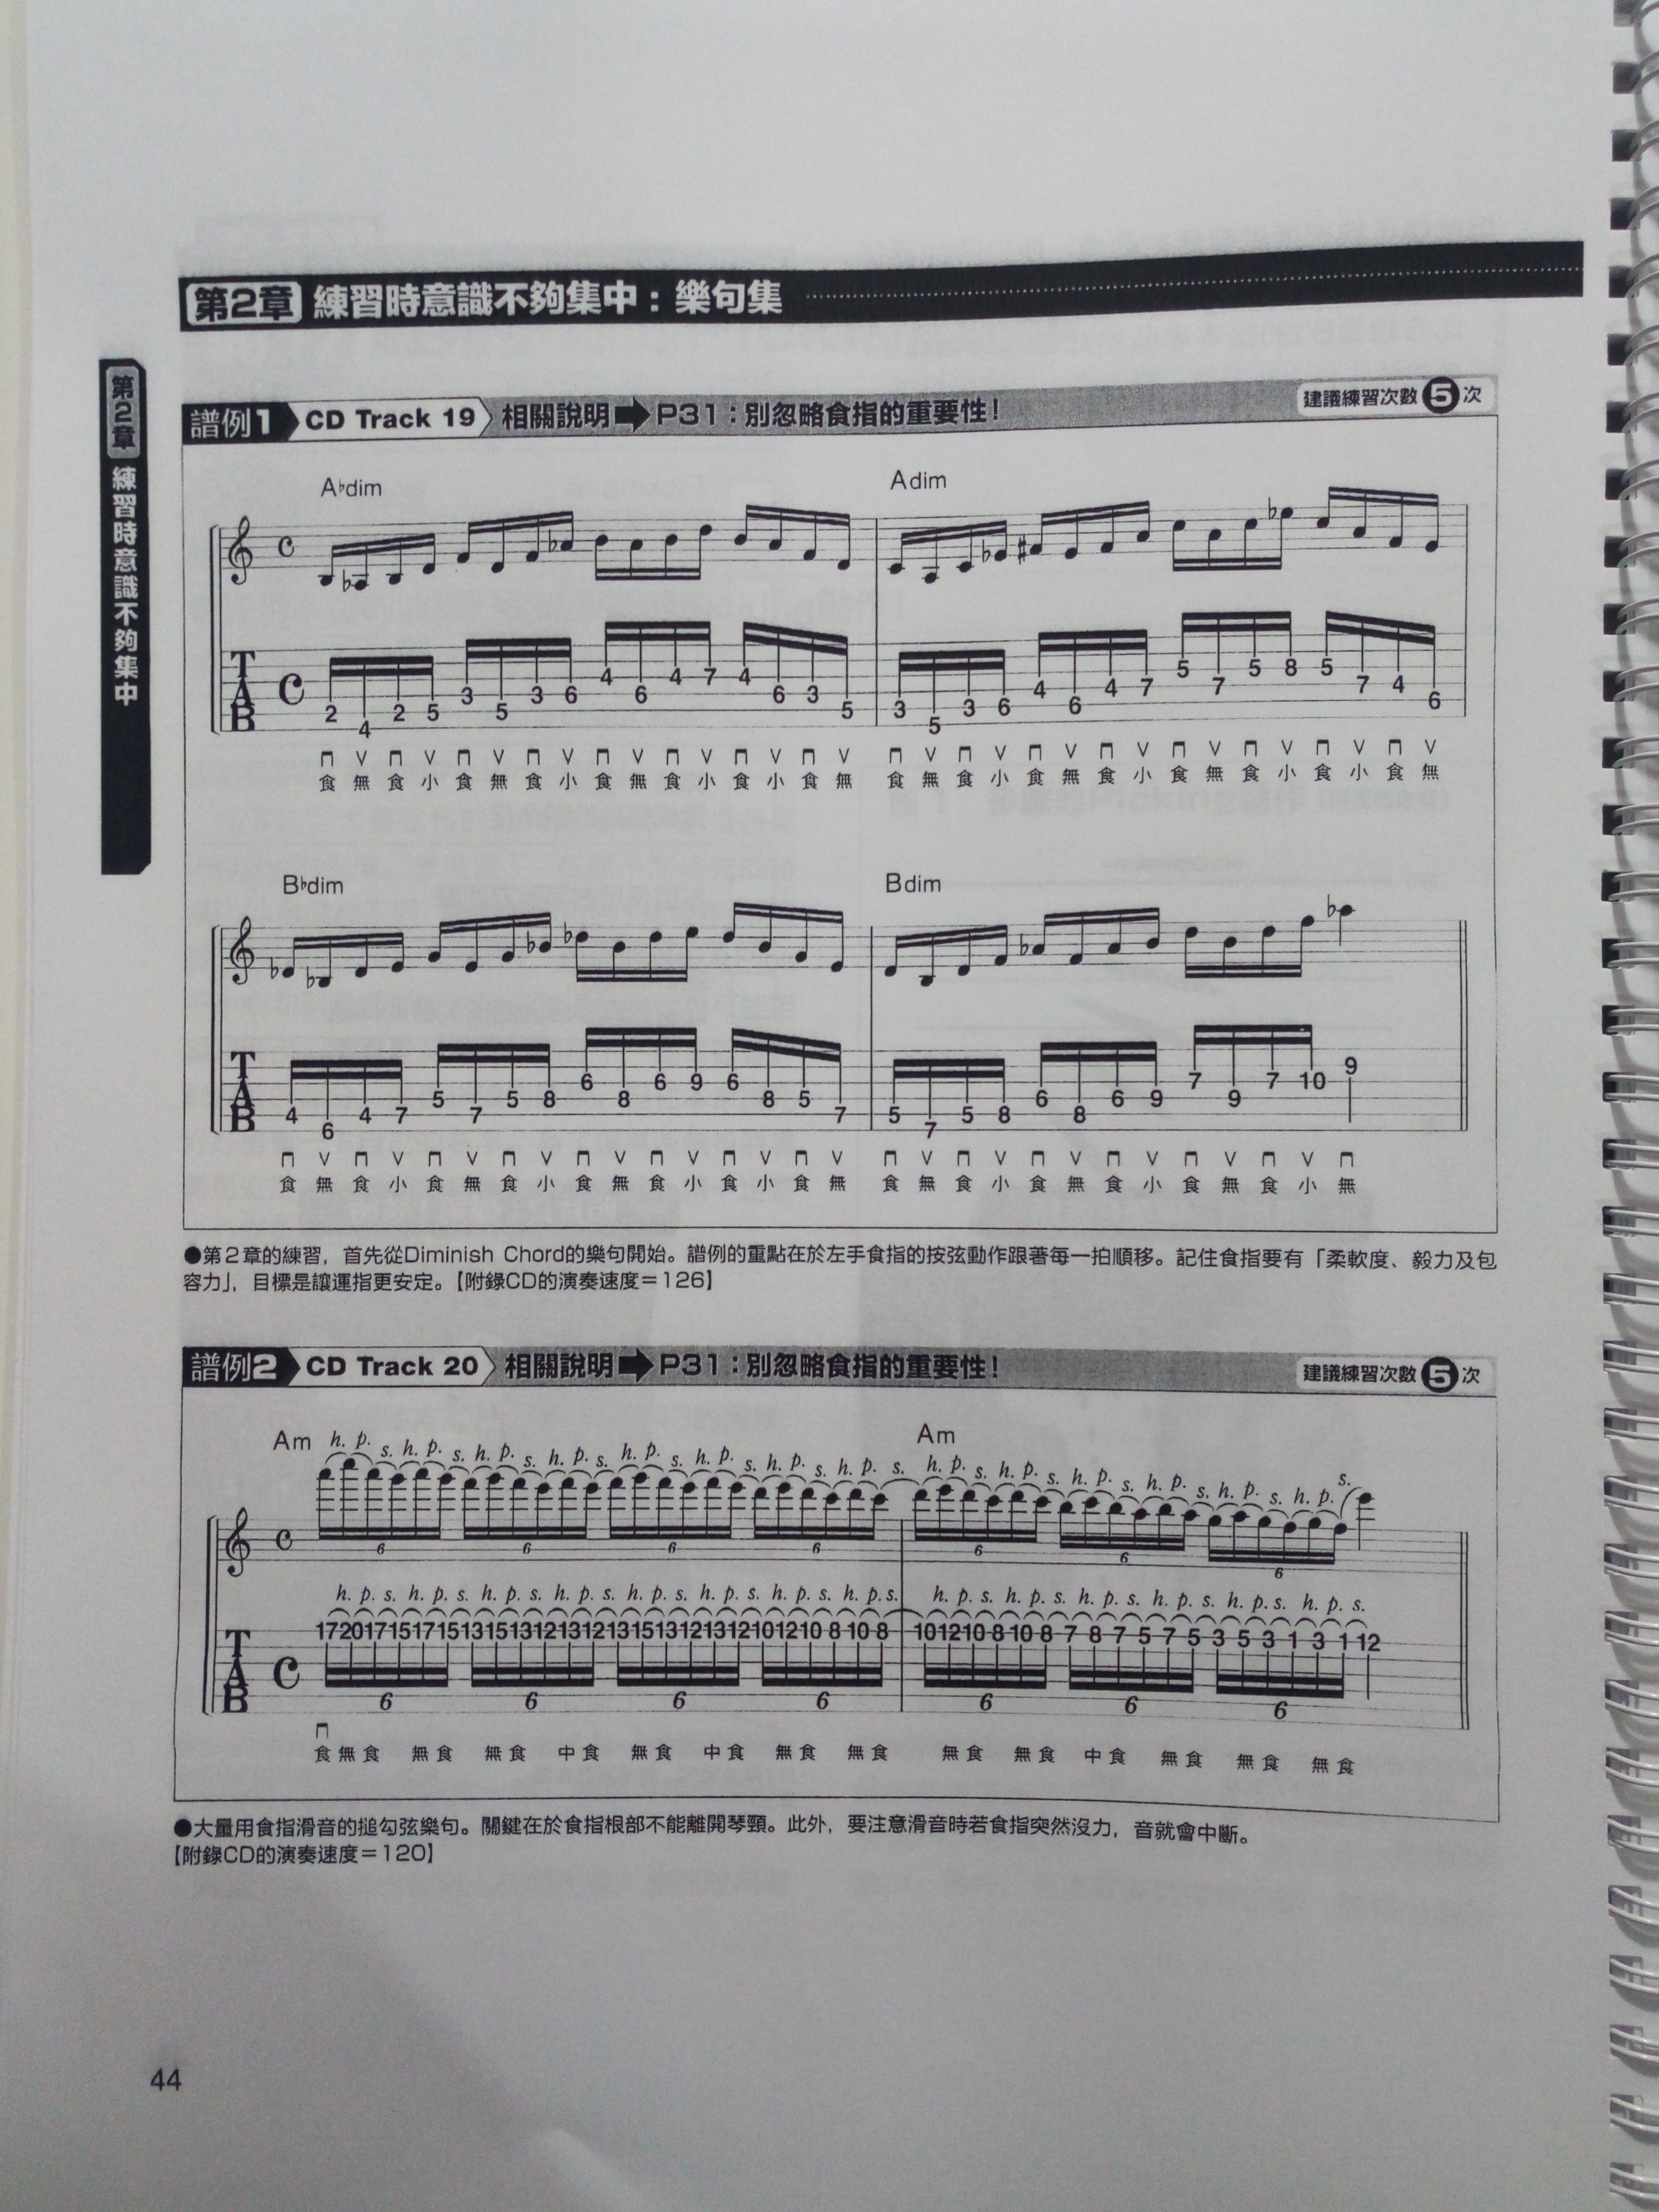 第2章 練習時意識不夠集中：樂句集
第2章 練習時意識不夠集中
譜例1 CD Track 19 相關說明➡P31：別忽略食指的重要性！ 建議練習次數5次
A♭dim Adim
C
T A B C
2 4 2 5 3 5 3 6 4 6 4 7 4 6 3 5 3 5 3 6 4 6 4 7 5 7 5 8 5 7 4 6
⊓ V ⊓ V ⊓ V ⊓ V ⊓ V ⊓ V ⊓ V ⊓ V ⊓ V ⊓ V ⊓ V ⊓ V ⊓ V ⊓ V ⊓ V ⊓ V
食 無 食 小 食 無 食 小 食 無 食 小 食 小 食 無 食 無 食 小 食 無 食 小 食 無 食 小 食 小 食 無
B♭dim Bdim
T A B
4 6 4 7 5 7 5 8 6 8 6 9 6 8 5 7 5 7 5 8 6 8 6 9 7 9 7 10 9
⊓ V ⊓ V ⊓ V ⊓ V ⊓ V ⊓ V ⊓ V ⊓ V ⊓ V ⊓ V ⊓ V ⊓ V ⊓ V ⊓ V ⊓
食 無 食 小 食 無 食 小 食 無 食 小 食 小 食 無 食 無 食 小 食 無 食 小 食 無 食 小 無
●第2章的練習，首先從Diminish Chord的樂句開始。譜例的重點在於左手食指的按弦動作跟著每一拍順移。記住食指要有「柔軟度、毅力及包
容力」，目標是讓運指更安定。【附錄CD的演奏速度＝126】
譜例2 CD Track 20 相關說明➡P31：別忽略食指的重要性！ 建議練習次數5次
Am h. p. s. h. p. s. h. p. s. h. p. s. h. p. s. h. p. s. h. p. s. h. p. s. Am h. p. s. h. p. s. h. p. s. h. p. s. h. p. s. h. p. s.
C
6 6 6 6 6 6 6
h. p. s. h. p. s. h. p. s. h. p. s. h. p. s. h. p. s. h. p. s. h. p. s. h. p. s. h. p. s. h. p. s. h. p. s. h. p. s. h. p. s.
T A B C
17 20 17 15 17 15 13 15 13 12 13 12 13 15 13 12 13 12 10 12 10 8 10 8 10 12 10 8 10 8 7 8 7 5 7 5 3 5 3 1 3 1 12
6 6 6 6 6 6 6
⊓
食 無 食 無 食 無 食 中 食 無 食 中 食 無 食 無 食 無 食 無 食 中 食 無 食 無 食 無 食
●大量用食指滑音的搥勾弦樂句。關鍵在於食指根部不能離開琴頸。此外，要注意滑音時若食指突然沒力，音就會中斷。
【附錄CD的演奏速度＝120】
44